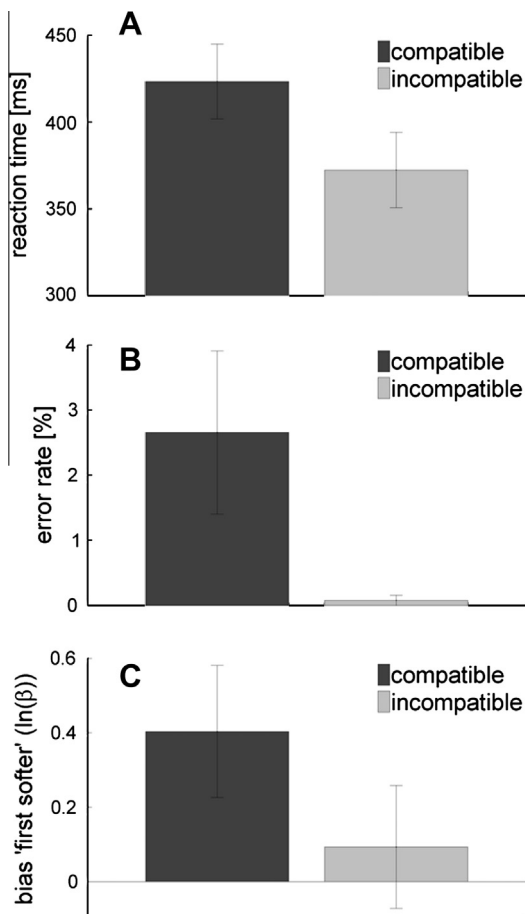 A
450
400
350
300
reaction time [ms]
compatible
incompatible
B
4
3
2
1
0
error rate [%]
compatible
incompatible
C
0.6
0.4
0.2
0
bias 'first softer' (ln(β))
compatible
incompatible